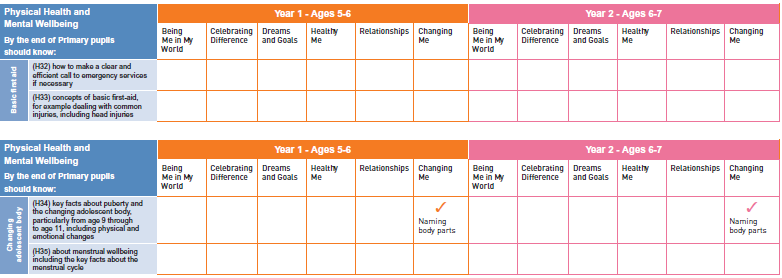 Physical Health and
Mental Wellbeing
By the end of Primary pupils
should know:
Year 1 - Ages 5-6
Year 2 - Ages 6-7
Being
Me in My
World
Celebrating
Difference
Dreams
and Goals
Healthy
Me
Relationships
Changing
Me
Being
Me in My
World
Celebrating
Difference
Dreams
and Goals
Healthy
Me
Relationships
Changing
Me
Basic first aid
(H32) how to make a clear and
efficient call to emergency services
if necessary
(H33) concepts of basic first-aid,
for example dealing with common
injuries, including head injuries
Physical Health and
Mental Wellbeing
By the end of Primary pupils
should know:
Year 1 - Ages 5-6
Year 2 - Ages 6-7
Being
Me in My
World
Celebrating
Difference
Dreams
and Goals
Healthy
Me
Relationships
Changing
Me
Being
Me in My
World
Celebrating
Difference
Dreams
and Goals
Healthy
Me
Relationships
Changing
Me
Changing
adolescent body
(H34) key facts about puberty and
the changing adolescent body,
particularly from age 9 through
to age 11, including physical and
emotional changes
✓
Naming
body parts
✓
Naming
body parts
(H35) about menstrual wellbeing
including the key facts about the
menstrual cycle